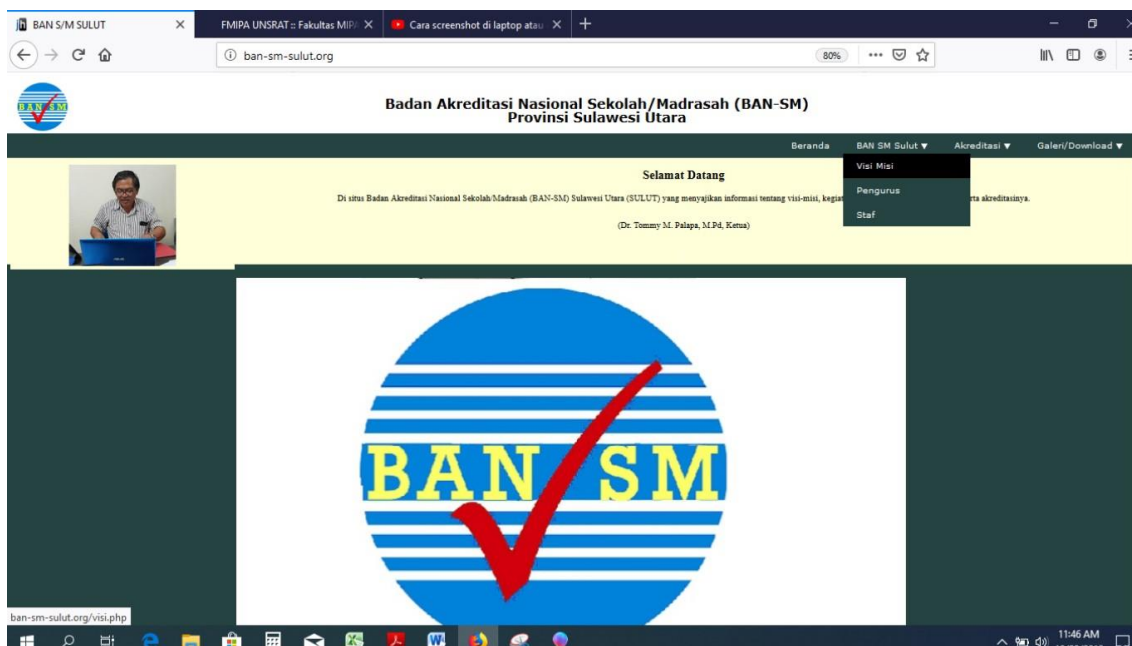 BAN S/M SULUT
FMIPA UNSRAT :: Fakultas MIPA
Cara screenshot di laptop atau
ban-sm-sulut.org
80%
BAN SM
Badan Akreditasi Nasional Sekolah/Madrasah (BAN-SM)
Provinsi Sulawesi Utara
Beranda BAN SM Sulut ▼ Akreditasi ▼ Galeri/Download ▼
Visi Misi
Pengurus
Staf
Selamat Datang
Di situs Badan Akreditasi Nasional Sekolah/Madrasah (BAN-SM) Sulawesi Utara (SULUT) yang menyajikan informasi tentang visi-misi, kegiat rta akreditasinya.
(Dr. Tommy M. Palapa, M.Pd, Ketua)
BAN SM
ban-sm-sulut.org/visi.php
11:46 AM